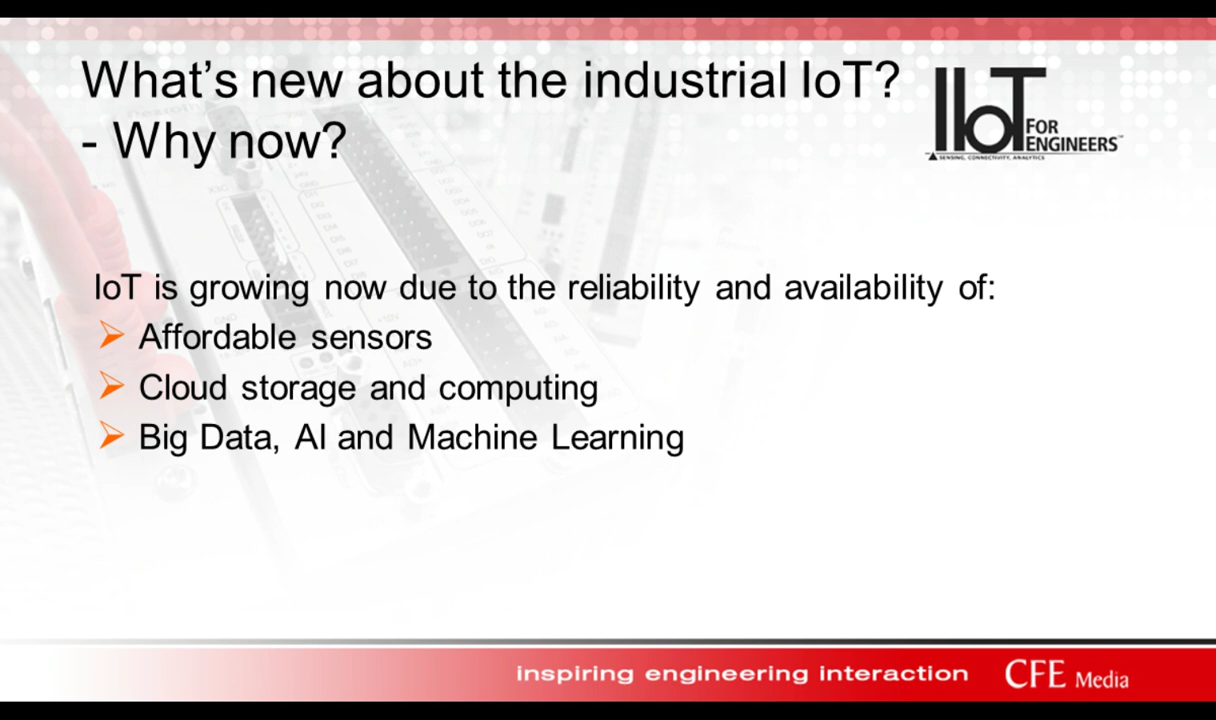 What's new about the industrial IoT?
- Why now?
IIoT FOR ENGINEERS™
SENSING, CONNECTIVITY, ANALYTICS
IoT is growing now due to the reliability and availability of:
Affordable sensors
Cloud storage and computing
Big Data, AI and Machine Learning
inspiring engineering interaction CFE Media